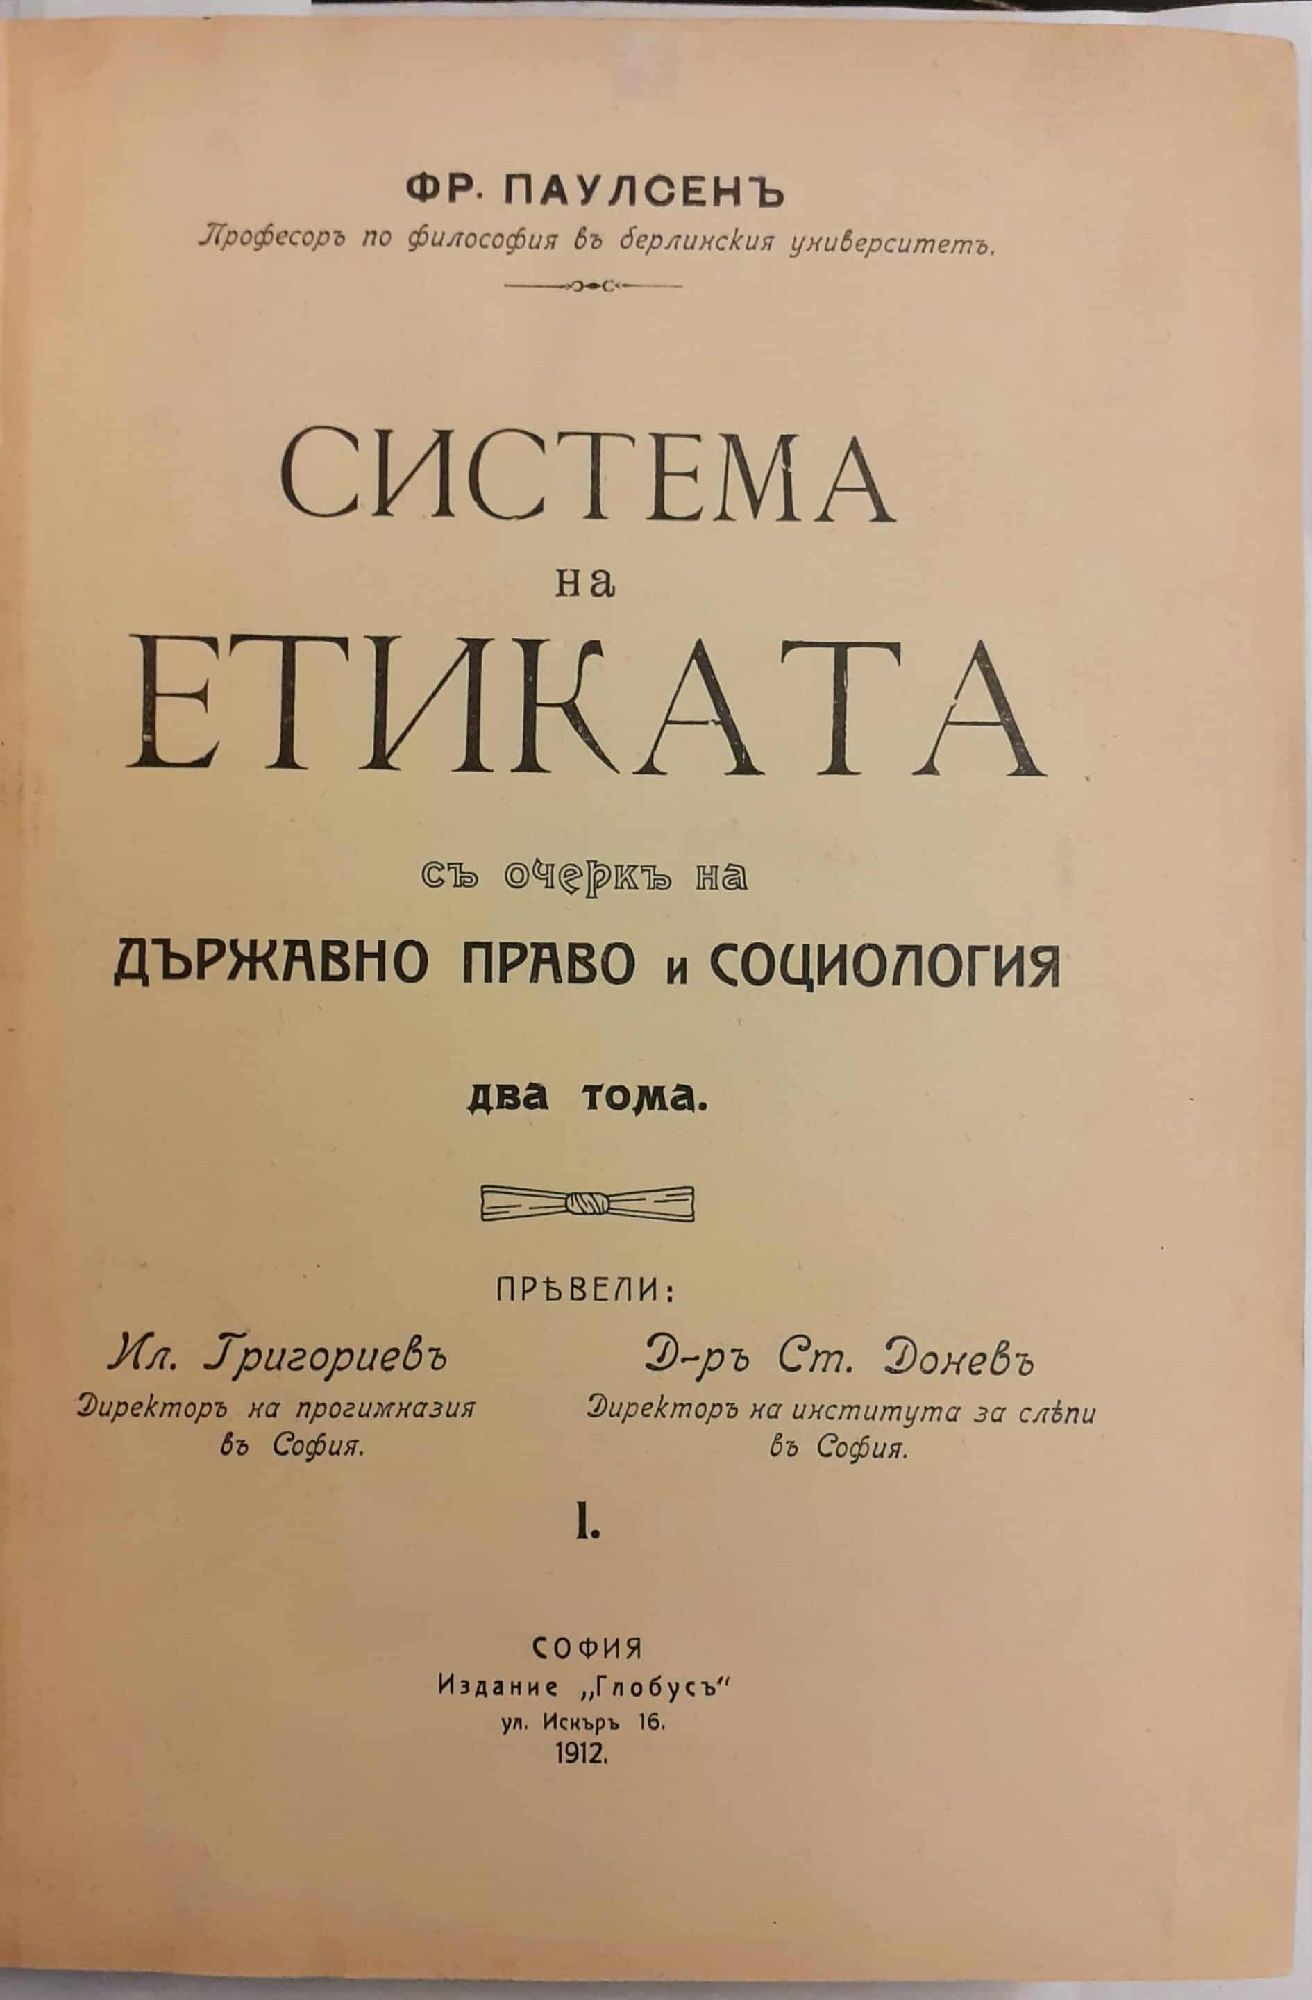 ФР. ПАУЛСЕНЪ
Професоръ по философия въ берлинския университетъ.
СИСТЕМА
на
ЕТИКАТА
съ очеркъ на
ДЪРЖАВНО ПРАВО и СОЦИОЛОГИЯ
два тома.
ПРѢВЕЛИ:
Ил. Григориевъ
Д-ръ Ст. Доневъ
Директоръ на прогимназия
въ София.
Директоръ на института за слѣпи
въ София.
I.
СОФИЯ
Издание „Глобусъ“
ул. Искъръ 16.
1912.